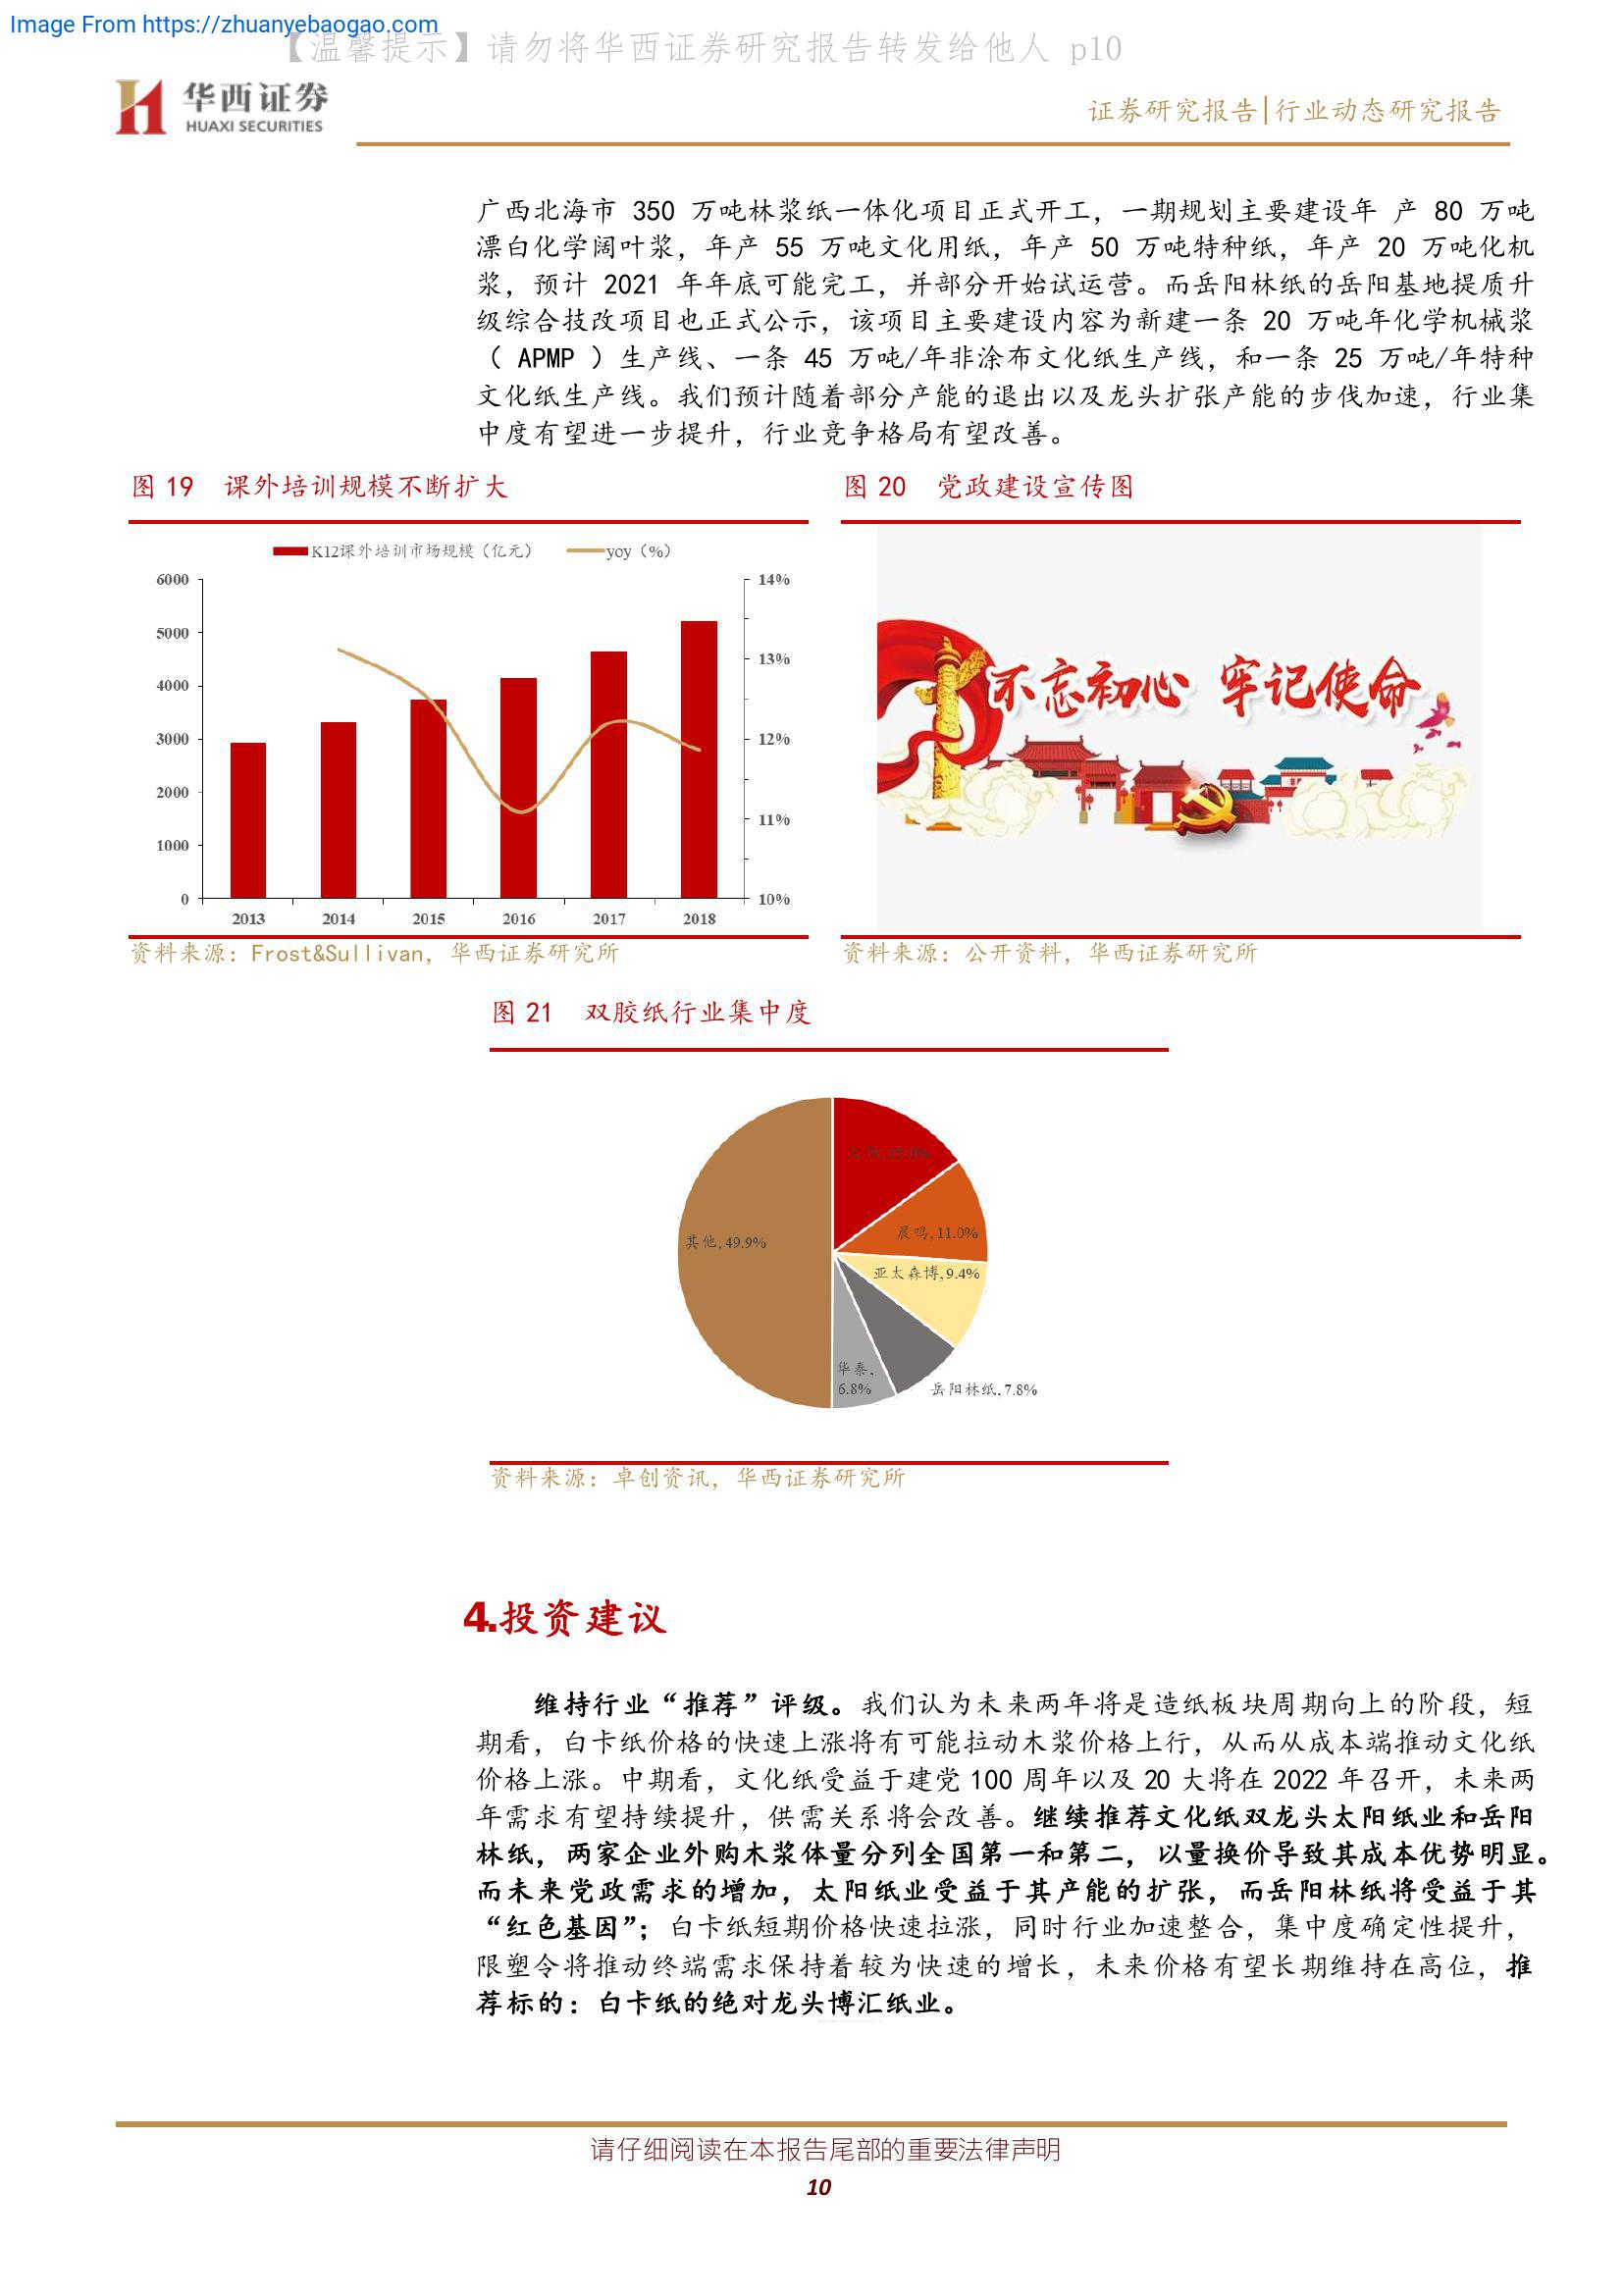 Image From https://zhuanyebaogao.com
【温馨提示】请勿将华西证券研究报告转发给他人 p10
华西证券
HUAXI SECURITIES
证券研究报告|行业动态研究报告
广西北海市 350 万吨林浆纸一体化项目正式开工，一期规划主要建设年 产 80 万吨
漂白化学阔叶浆，年产 55 万吨文化用纸，年产 50 万吨特种纸，年产 20 万吨化机
浆，预计 2021 年年底可能完工，并部分开始试运营。而岳阳林纸的岳阳基地提质升
级综合技改项目也正式公示，该项目主要建设内容为新建一条 20 万吨年化学机械浆
（ APMP ）生产线、一条 45 万吨/年非涂布文化纸生产线，和一条 25 万吨/年特种
文化纸生产线。我们预计随着部分产能的退出以及龙头扩张产能的步伐加速，行业集
中度有望进一步提升，行业竞争格局有望改善。
图 19 课外培训规模不断扩大
K12课外培训市场规模（亿元） yoy（%）
6000
5000
4000
3000
2000
1000
0
14%
13%
12%
11%
10%
2013 2014 2015 2016 2017 2018
资料来源：Frost&Sullivan，华西证券研究所
图 20 党政建设宣传图
不忘初心 牢记使命
资料来源：公开资料，华西证券研究所
图 21 双胶纸行业集中度
晨鸣, 11.0%
其他, 49.9%
亚太森博, 9.4%
华泰,
6.8%
岳阳林纸, 7.8%
资料来源：卓创资讯，华西证券研究所
4.投资建议
维持行业“推荐”评级。我们认为未来两年将是造纸板块周期向上的阶段，短
期看，白卡纸价格的快速上涨将有可能拉动木浆价格上行，从而从成本端推动文化纸
价格上涨。中期看，文化纸受益于建党 100 周年以及 20 大将在 2022 年召开，未来两
年需求有望持续提升，供需关系将会改善。继续推荐文化纸双龙头太阳纸业和岳阳
林纸，两家企业外购木浆体量分列全国第一和第二，以量换价导致其成本优势明显。
而未来党政需求的增加，太阳纸业受益于其产能的扩张，而岳阳林纸将受益于其
“红色基因”；白卡纸短期价格快速拉涨，同时行业加速整合，集中度确定性提升，
限塑令将推动终端需求保持着较为快速的增长，未来价格有望长期维持在高位，推
荐标的：白卡纸的绝对龙头博汇纸业。
请仔细阅读在本报告尾部的重要法律声明
10